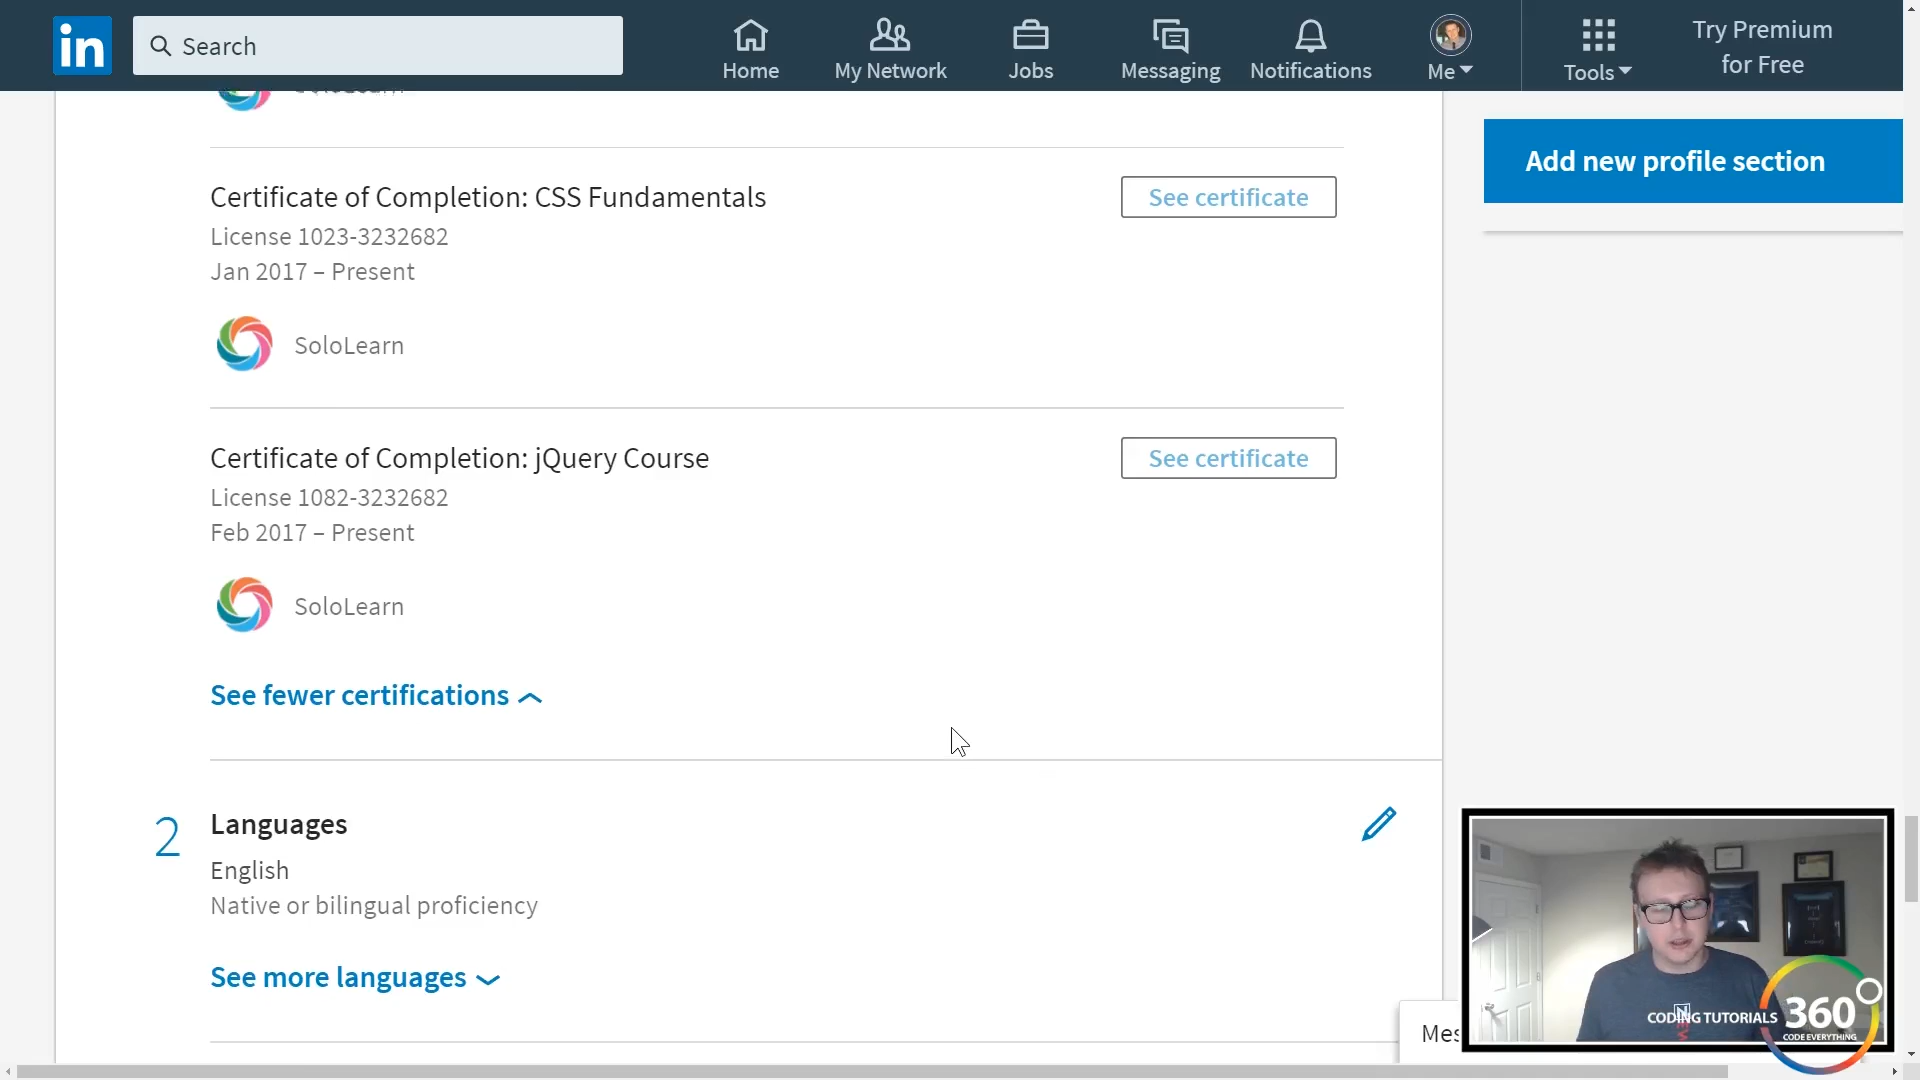 in
Search
Home
My Network
Jobs
Messaging
Notifications
Me
Tools
Try Premium
for Free
Add new profile section
Certificate of Completion: CSS Fundamentals
See certificate
License 1023-3232682
Jan 2017 – Present
SoloLearn
Certificate of Completion: jQuery Course
See certificate
License 1082-3232682
Feb 2017 – Present
SoloLearn
See fewer certifications
2
Languages
English
Native or bilingual proficiency
See more languages
Mes
CODING TUTORIALS 360
CODE EVERYTHING